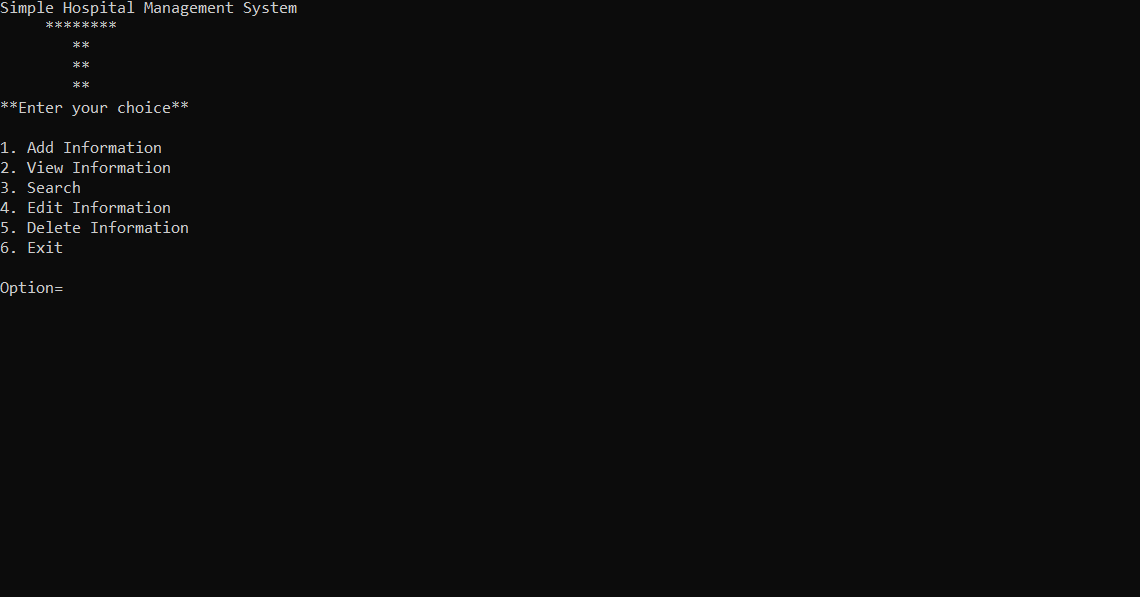 Simple Hospital Management System
********
**
**
**
**Enter your choice**
1. Add Information
2. View Information
3. Search
4. Edit Information
5. Delete Information
6. Exit
Option=